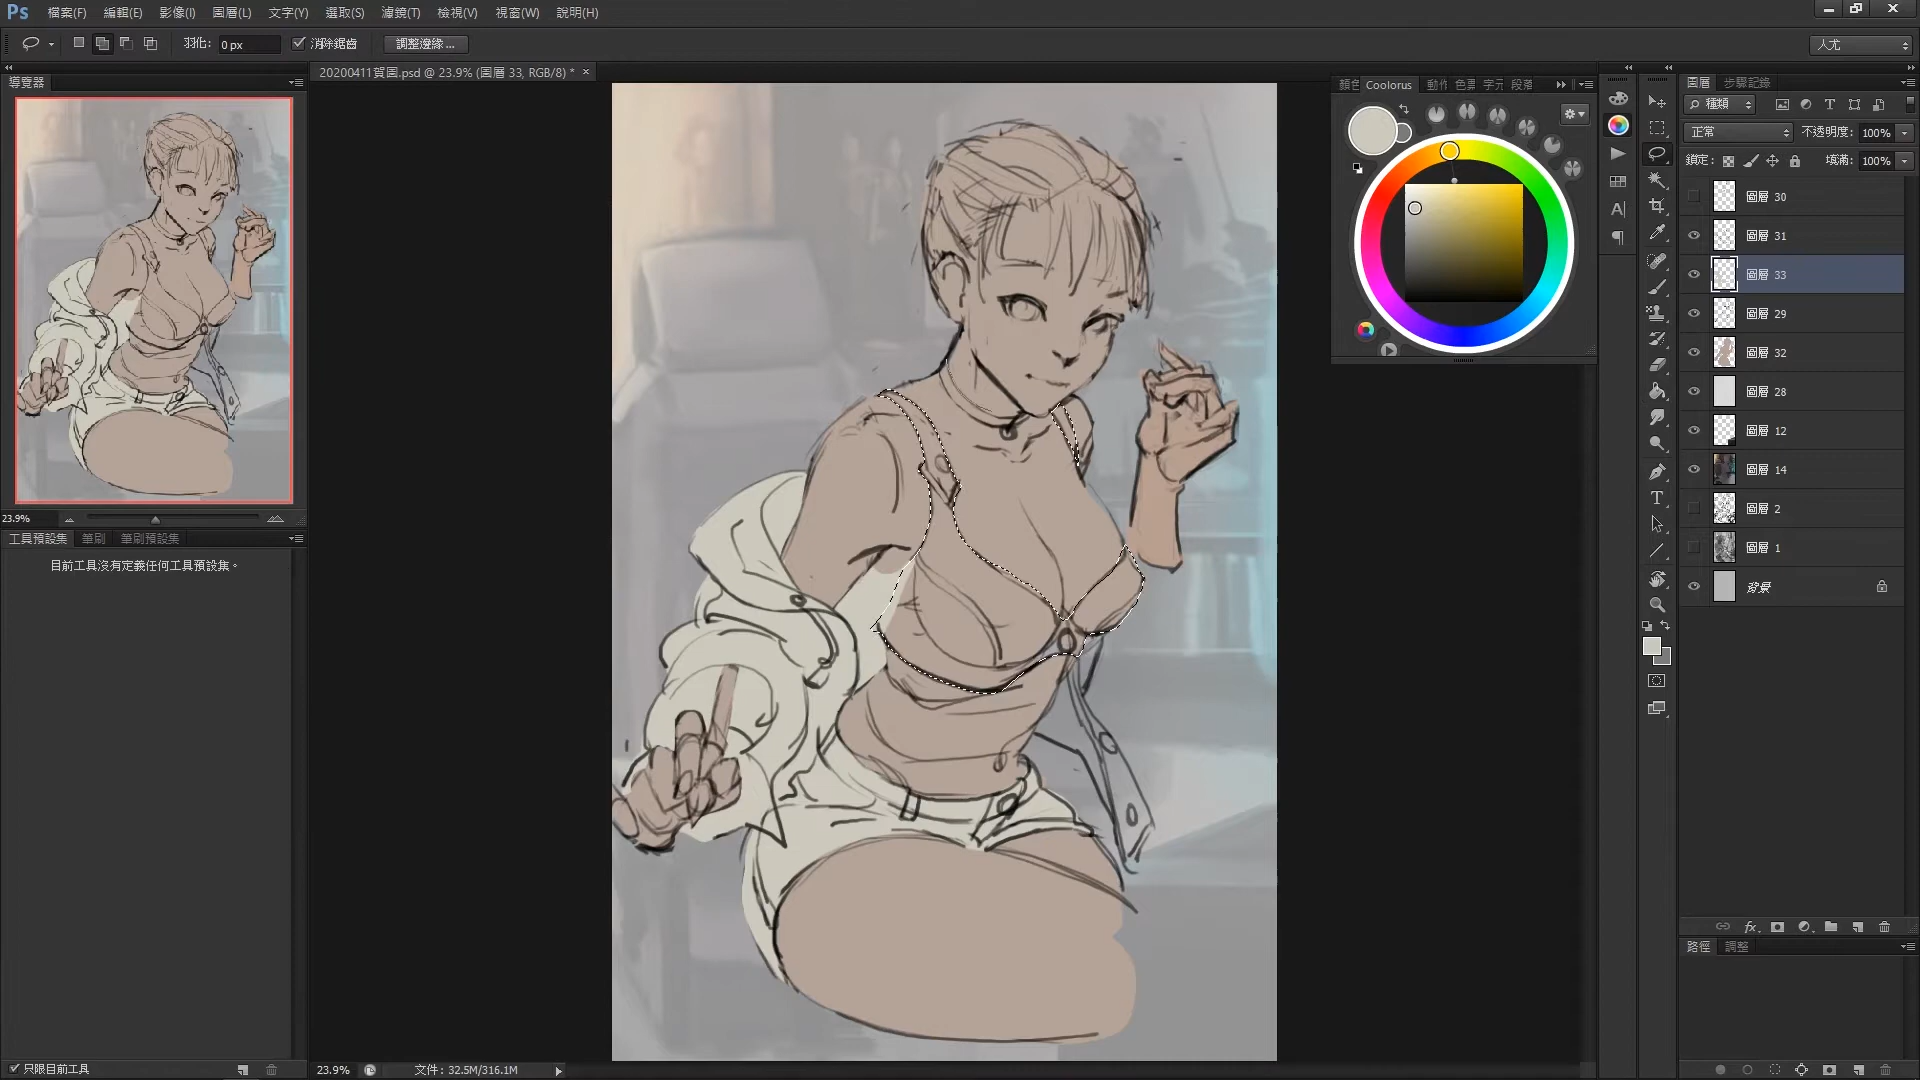 Ps 檔案(F) 編輯(E) 影像(I) 圖層(L) 文字(Y) 選取(S) 濾鏡(T) 檢視(V) 視窗(W) 說明(H)
羽化: 0 px 消除鋸齒 調整邊緣 ... 人尤
20200411賀圖.psd @ 23.9% (圖層 33, RGB/8) * ×
導覽器
23.9%
工具預設集 筆刷 筆刷預設集
目前工具沒有定義任何工具預設集。
只限目前工具
23.9% 文件: 32.5M/316.1M
Coolorus 動作 字元 段落
圖層 步驟記錄
種類
正常 不透明度: 100%
鎖定: 填滿: 100%
圖層 30
圖層 31
圖層 33
圖層 29
圖層 32
圖層 28
圖層 12
圖層 14
圖層 2
圖層 1
背景
fx
路徑 調整